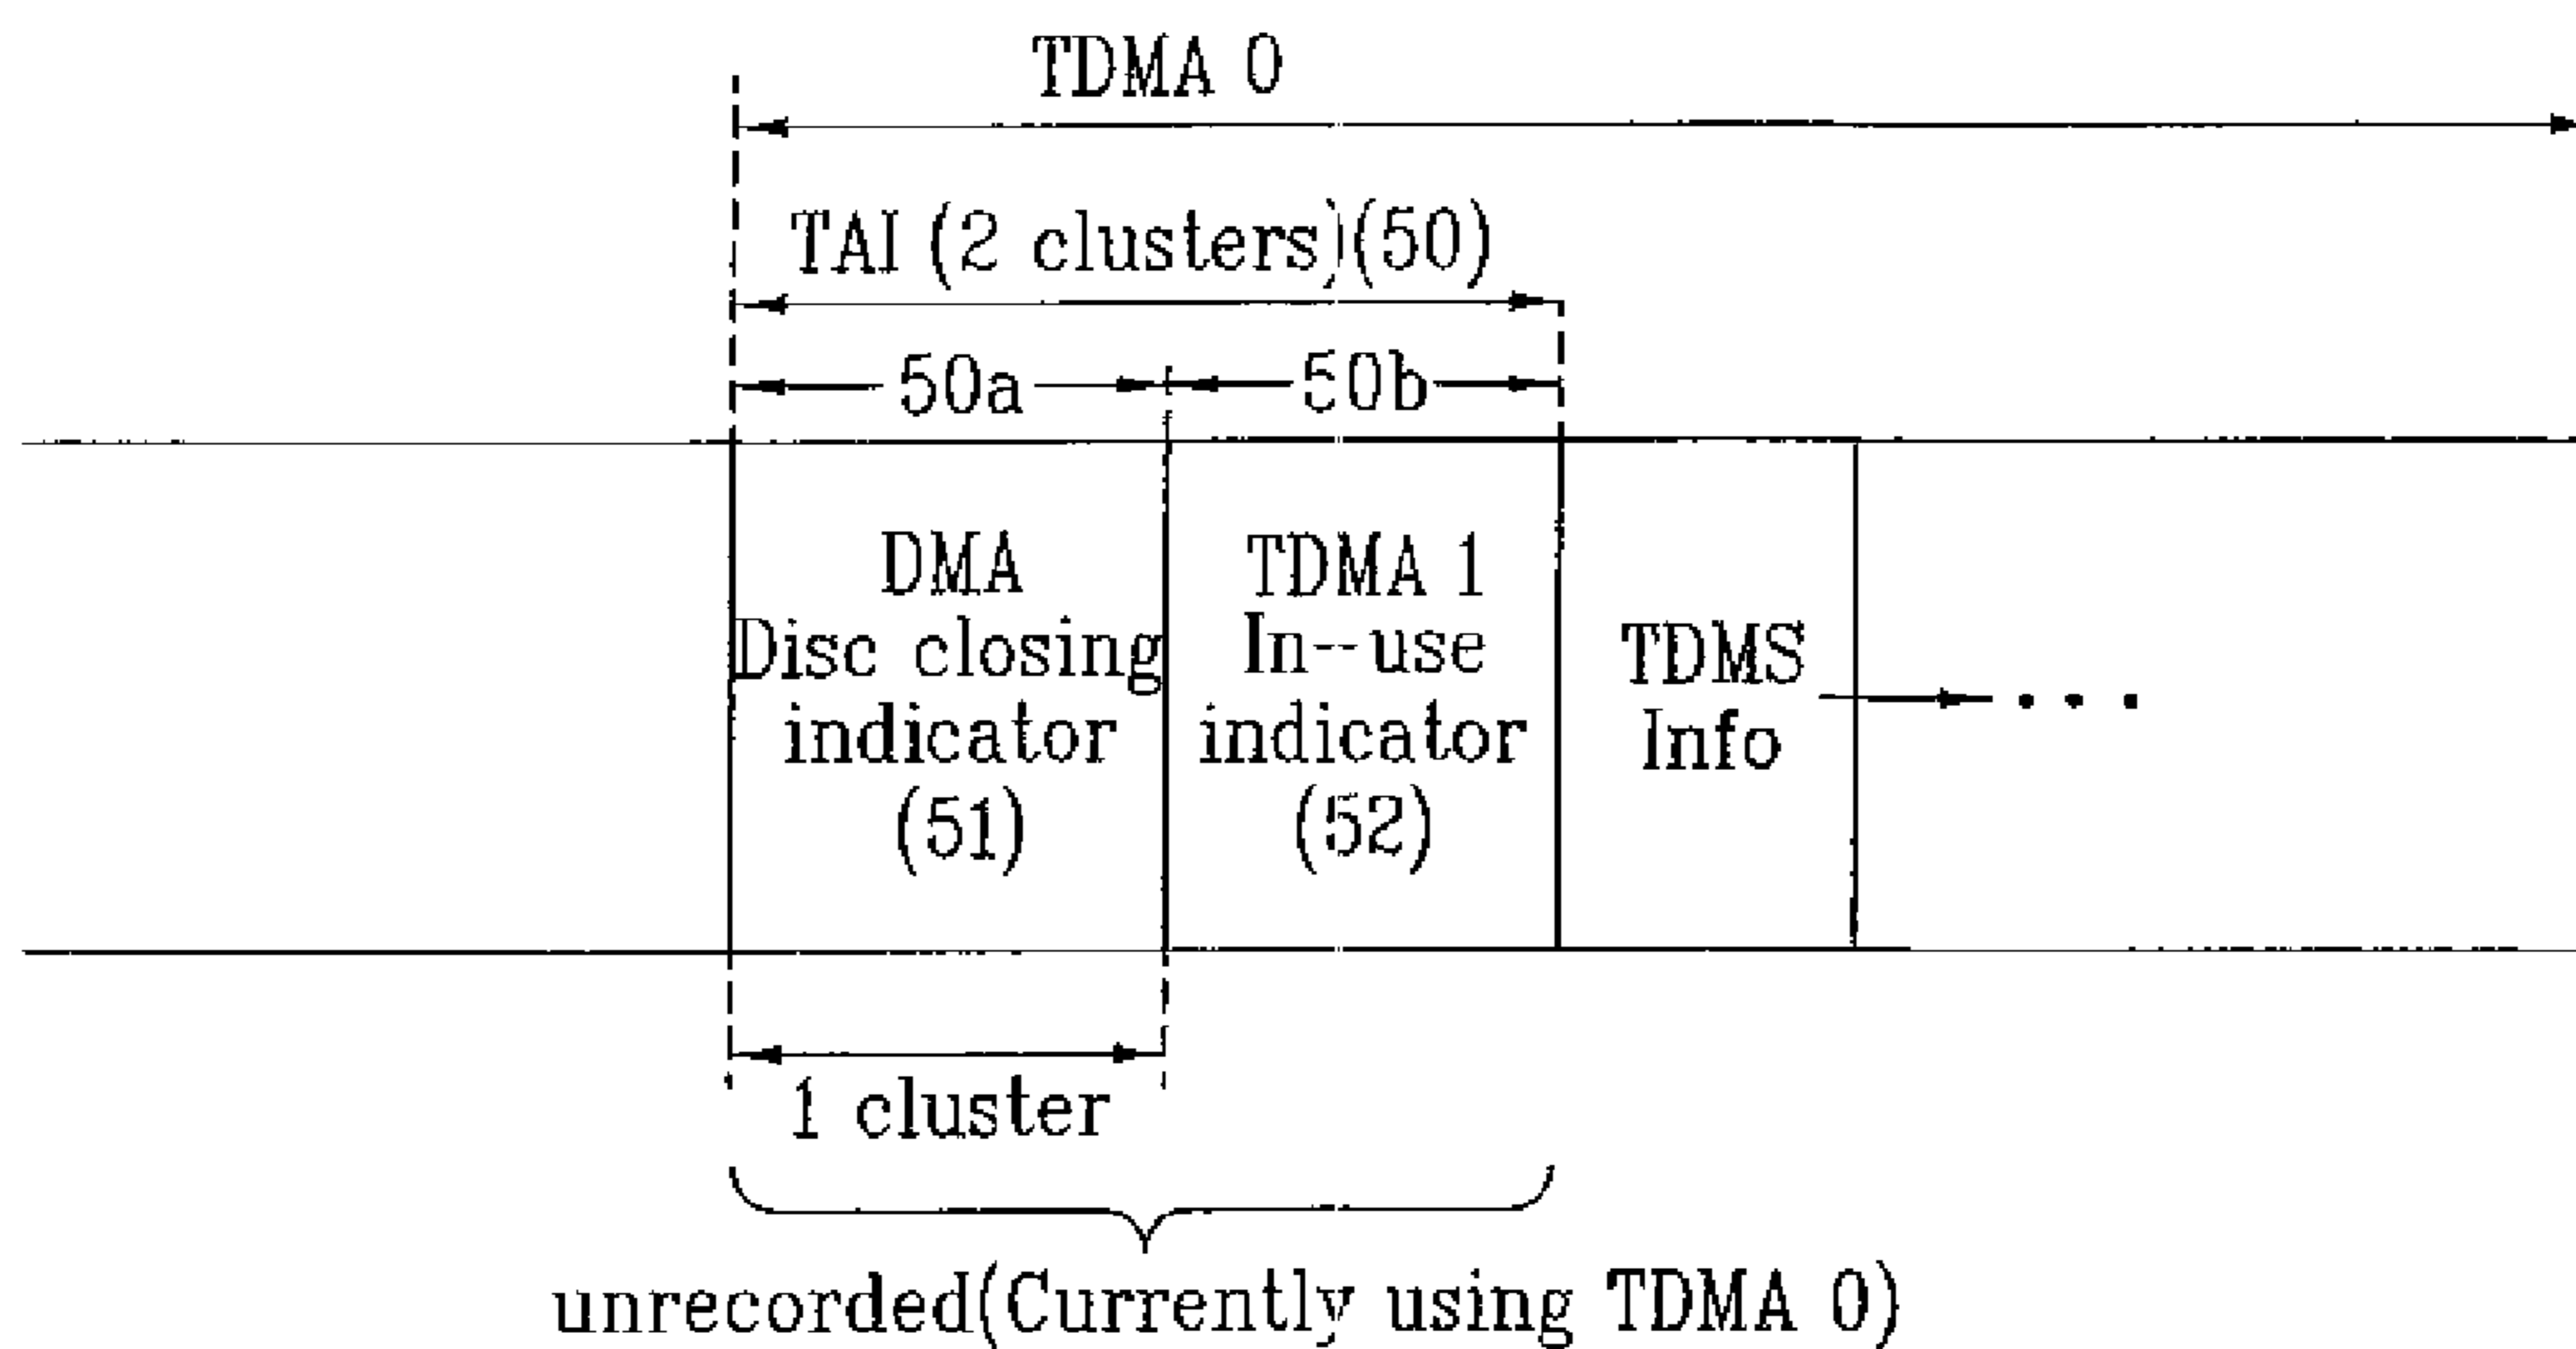 TDMA 0
TAI (2 clusters)(50)
50a
50b
DMA
Disc closing
indicator
(51)
TDMA 1
In--use
indicator
(52)
TDMS
Info
1 cluster
unrecorded(Currently using TDMA 0)